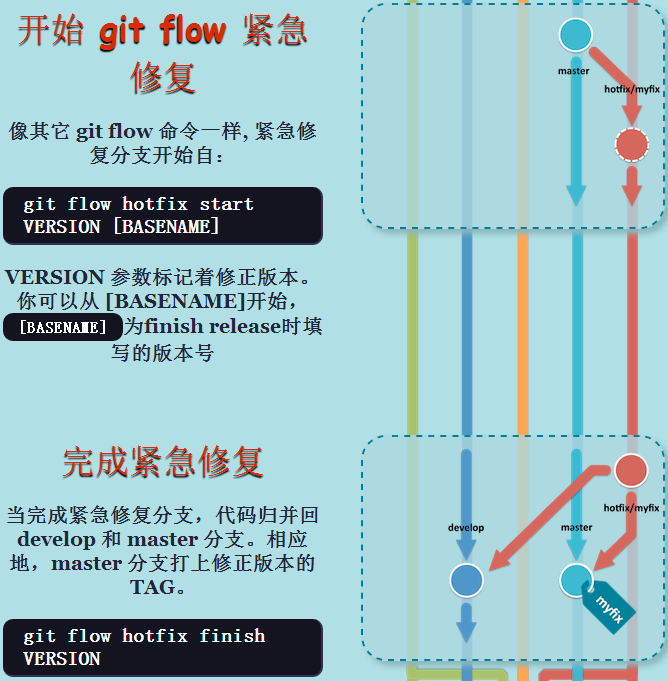 开始 git flow 紧急
修复
像其它 git flow 命令一样, 紧急修
复分支开始自：
git flow hotfix start
VERSION [BASENAME]
VERSION 参数标记着修正版本。
你可以从 [BASENAME]开始，
[BASENAME] 为finish release时填
写的版本号
master
hotfix/myfix
完成紧急修复
当完成紧急修复分支，代码归并回
develop 和 master 分支。相应
地，master 分支打上修正版本的
TAG。
git flow hotfix finish
VERSION
hotfix/myfix
develop
master
myfix